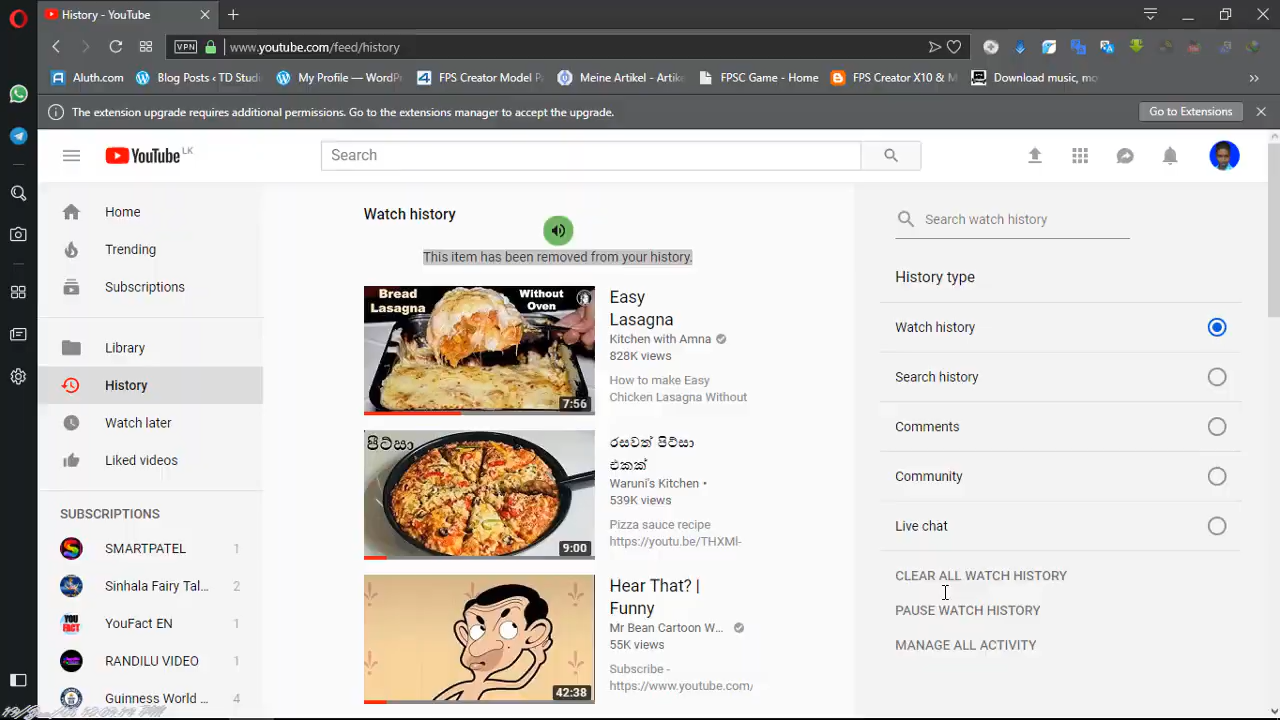 History - YouTube
VPN
www.youtube.com/feed/history
Aluth.com
Blog Posts ‹ TD Studi
My Profile — WordPr
FPS Creator Model P
Meine Artikel - Artike
FPSC Game - Home
FPS Creator X10 & M
Download music, mo
The extension upgrade requires additional permissions. Go to the extensions manager to accept the upgrade.
Go to Extensions
YouTube LK
Search
Home
Trending
Subscriptions
Library
History
Watch later
Liked videos
SUBSCRIPTIONS
SMARTPATEL 1
Sinhala Fairy Tal... 2
YouFact EN 1
RANDILU VIDEO 1
Guinness World ... 4
Watch history
This item has been removed from your history.
Bread Lasagna
Without Oven
7:56
Easy
Lasagna
Kitchen with Amna
828K views
How to make Easy
Chicken Lasagna Without
පීට්සා
9:00
රසවත් පිට්සා
එකක්
Waruni's Kitchen •
539K views
Pizza sauce recipe
https://youtu.be/THXMl-
42:38
Hear That? |
Funny
Mr Bean Cartoon W...
55K views
Subscribe -
https://www.youtube.com/
Search watch history
History type
Watch history
Search history
Comments
Community
Live chat
CLEAR ALL WATCH HISTORY
PAUSE WATCH HISTORY
MANAGE ALL ACTIVITY